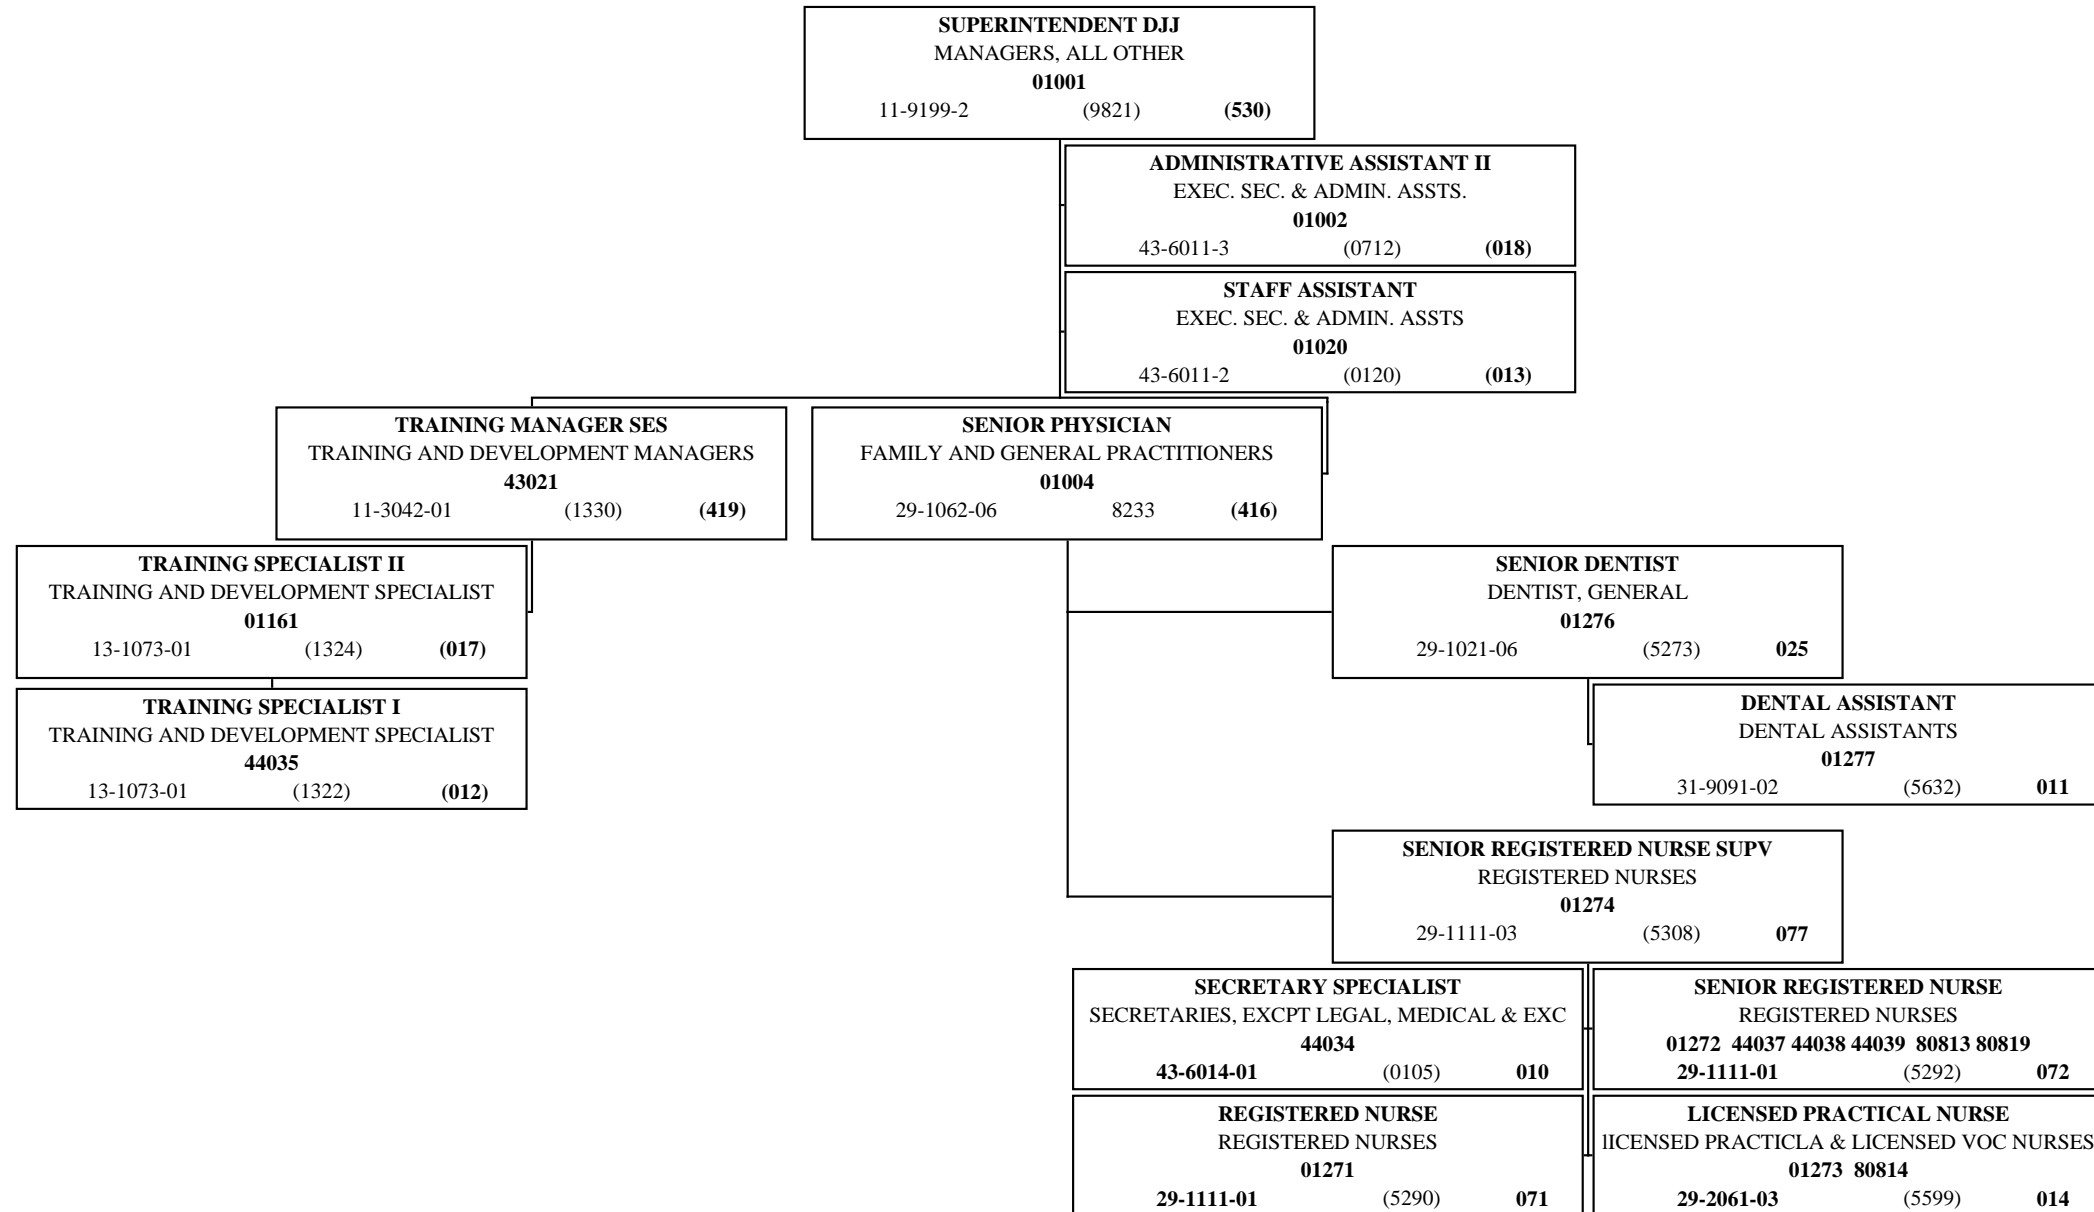 SUPERINTENDENT DJJ
MANAGERS, ALL OTHER
01001
11-9199-2 (9821) (530)
ADMINISTRATIVE ASSISTANT II
EXEC. SEC. & ADMIN. ASSTS.
01002
43-6011-3 (0712) (018)
STAFF ASSISTANT
EXEC. SEC. & ADMIN. ASSTS
01020
43-6011-2 (0120) (013)
TRAINING MANAGER SES
TRAINING AND DEVELOPMENT MANAGERS
43021
11-3042-01 (1330) (419)
SENIOR PHYSICIAN
FAMILY AND GENERAL PRACTITIONERS
01004
29-1062-06 8233 (416)
TRAINING SPECIALIST II
TRAINING AND DEVELOPMENT SPECIALIST
01161
13-1073-01 (1324) (017)
SENIOR DENTIST
DENTIST, GENERAL
01276
29-1021-06 (5273) 025
TRAINING SPECIALIST I
TRAINING AND DEVELOPMENT SPECIALIST
44035
13-1073-01 (1322) (012)
DENTAL ASSISTANT
DENTAL ASSISTANTS
01277
31-9091-02 (5632) 011
SENIOR REGISTERED NURSE SUPV
REGISTERED NURSES
01274
29-1111-03 (5308) 077
SECRETARY SPECIALIST
SECRETARIES, EXCPT LEGAL, MEDICAL & EXC
44034
43-6014-01 (0105) 010
SENIOR REGISTERED NURSE
REGISTERED NURSES
01272 44037 44038 44039 80813 80819
29-1111-01 (5292) 072
REGISTERED NURSE
REGISTERED NURSES
01271
29-1111-01 (5290) 071
LICENSED PRACTICAL NURSE
lICENSED PRACTICLA & LICENSED VOC NURSES
01273 80814
29-2061-03 (5599) 014